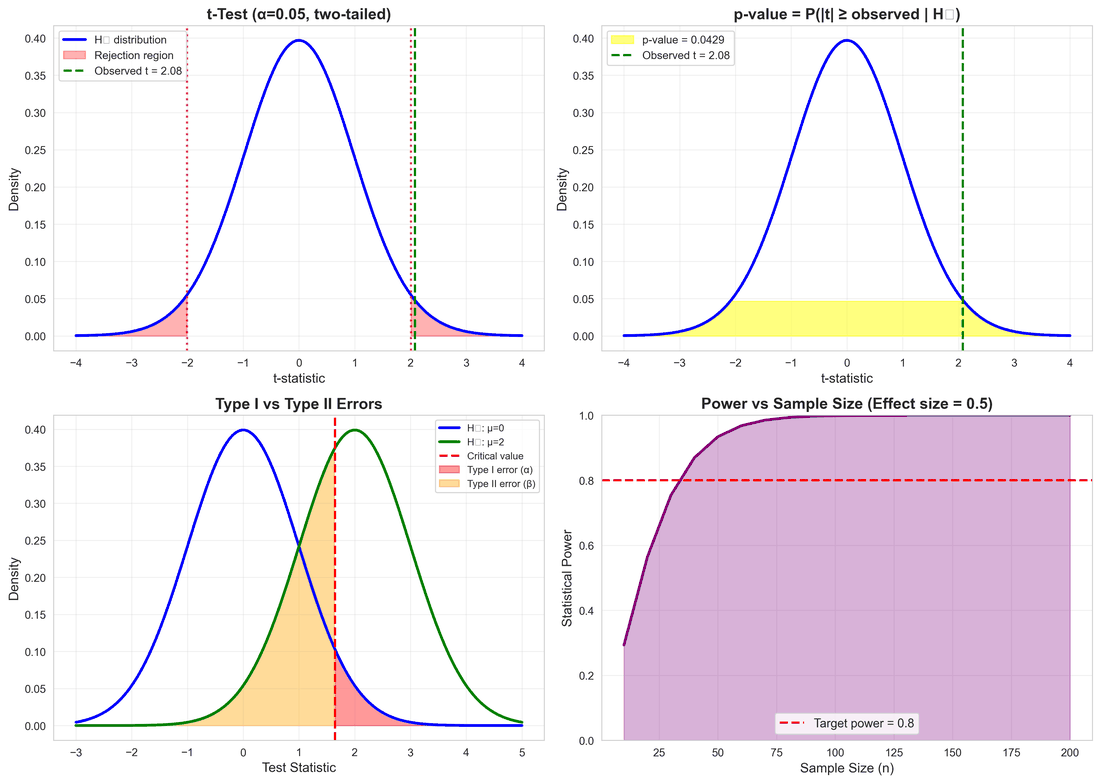 t-Test (α=0.05, two-tailed)
H□ distribution
Rejection region
Observed t = 2.08
Density
0.40
0.35
0.30
0.25
0.20
0.15
0.10
0.05
0.00
−4 −3 −2 −1 0 1 2 3 4
t-statistic
p-value = P(|t| ≥ observed | H□)
p-value = 0.0429
Observed t = 2.08
Density
0.40
0.35
0.30
0.25
0.20
0.15
0.10
0.05
0.00
−4 −3 −2 −1 0 1 2 3 4
t-statistic
Type I vs Type II Errors
H□: μ=0
H□: μ=2
Critical value
Type I error (α)
Type II error (β)
Density
0.40
0.35
0.30
0.25
0.20
0.15
0.10
0.05
0.00
−3 −2 −1 0 1 2 3 4 5
Test Statistic
Power vs Sample Size (Effect size = 0.5)
Statistical Power
1.0
0.8
0.6
0.4
0.2
0.0
Target power = 0.8
25 50 75 100 125 150 175 200
Sample Size (n)